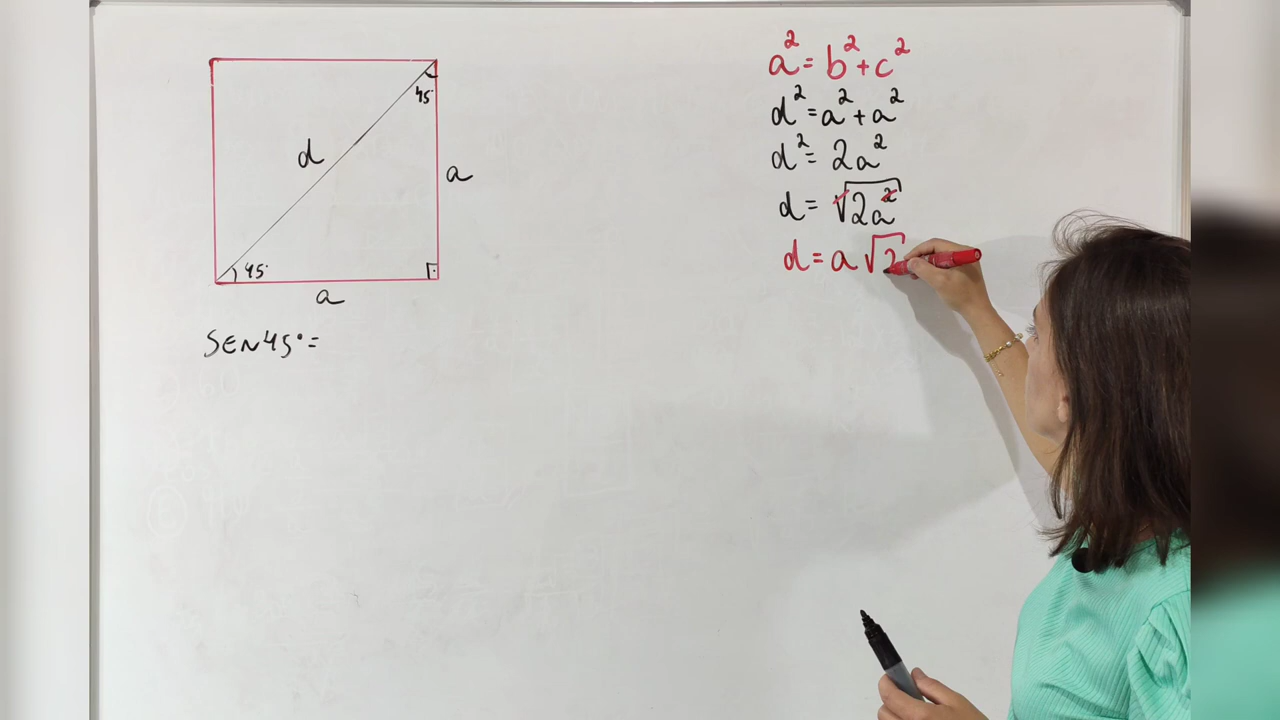 45°
d
a
45°
a
SEN45°=
a² = b² + c²
d² = a² + a²
d² = 2a²
d = √2a²
d = a√2